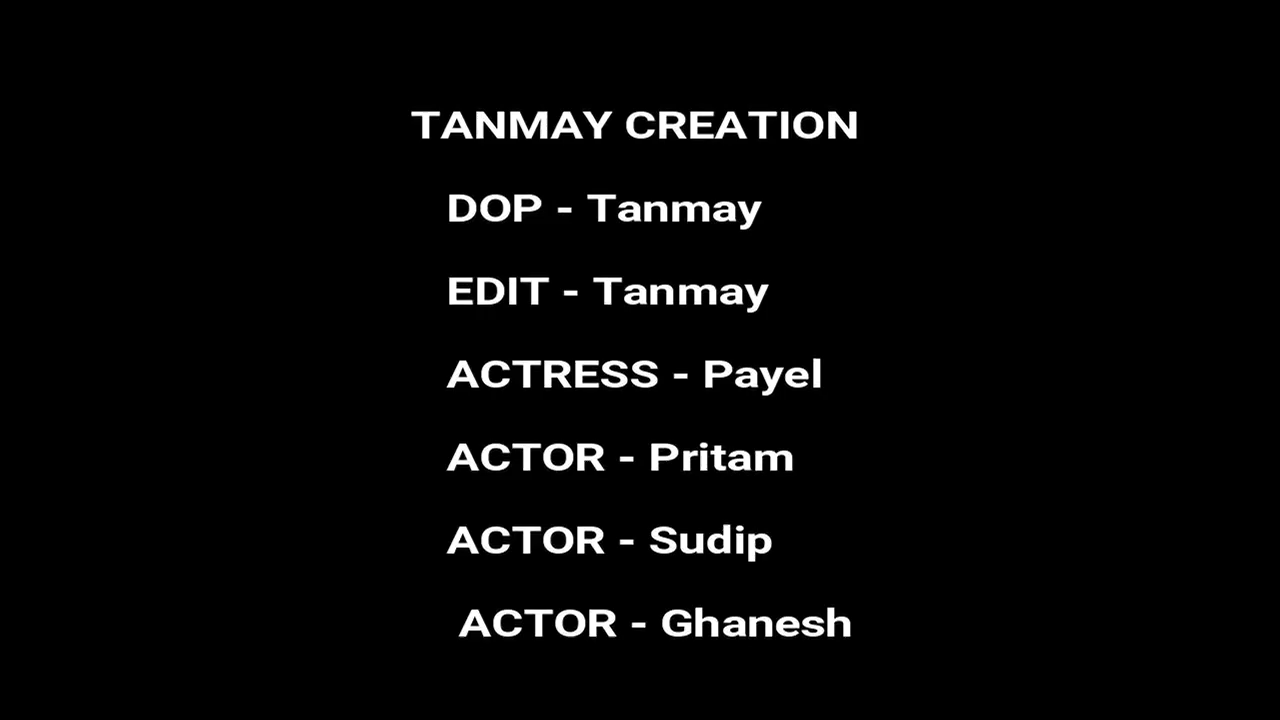 TANMAY CREATION
DOP - Tanmay
EDIT - Tanmay
ACTRESS - Payel
ACTOR - Pritam
ACTOR - Sudip
ACTOR - Ghanesh